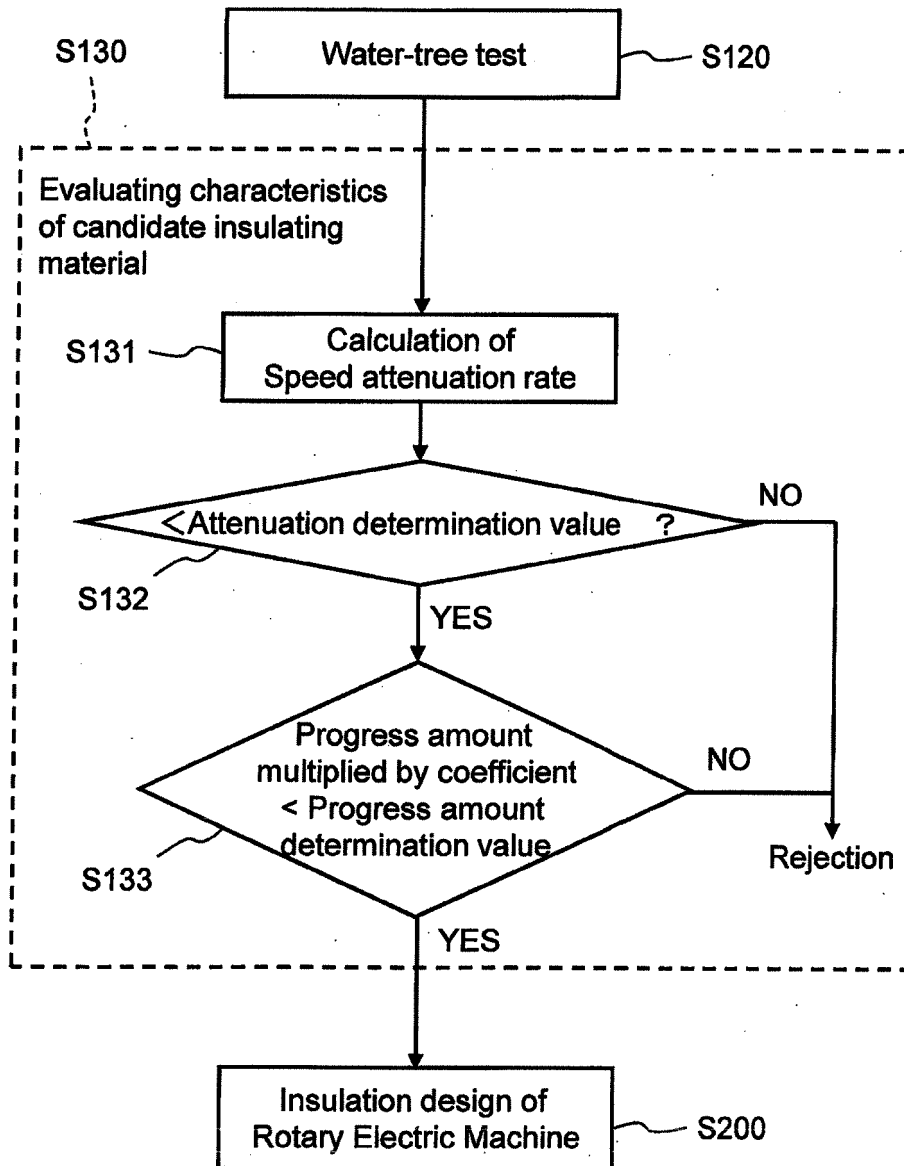 Water-tree test
S120
S130
Evaluating characteristics
of candidate insulating
material
Calculation of
Speed attenuation rate
S131
<Attenuation determination value ?
NO
S132
YES
Progress amount
multiplied by coefficient
< Progress amount
determination value
NO
S133
Rejection
YES
Insulation design of
Rotary Electric Machine
S200